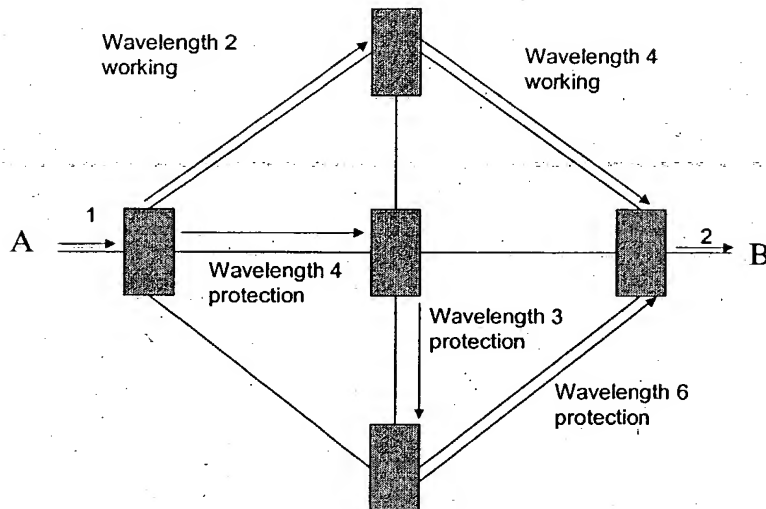 Wavelength 2
working
Wavelength 4
working
1
A
2
B
Wavelength 4
protection
Wavelength 3
protection
Wavelength 6
protection